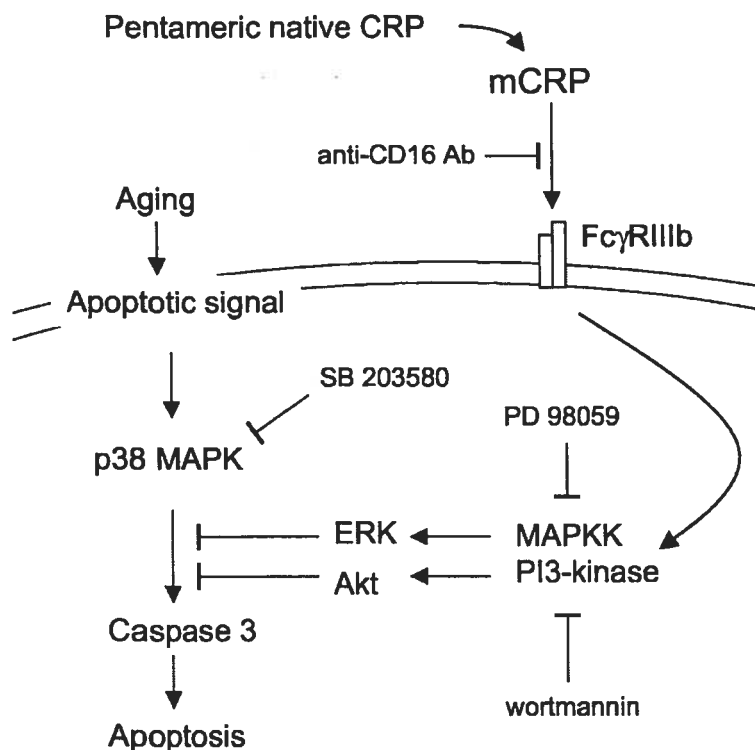 Pentameric native CRP
mCRP
anti-CD16 Ab
Aging
FcγRIIIb
Apoptotic signal
SB 203580
PD 98059
p38 MAPK
ERK
MAPKK
Akt
PI3-kinase
Caspase 3
wortmannin
Apoptosis